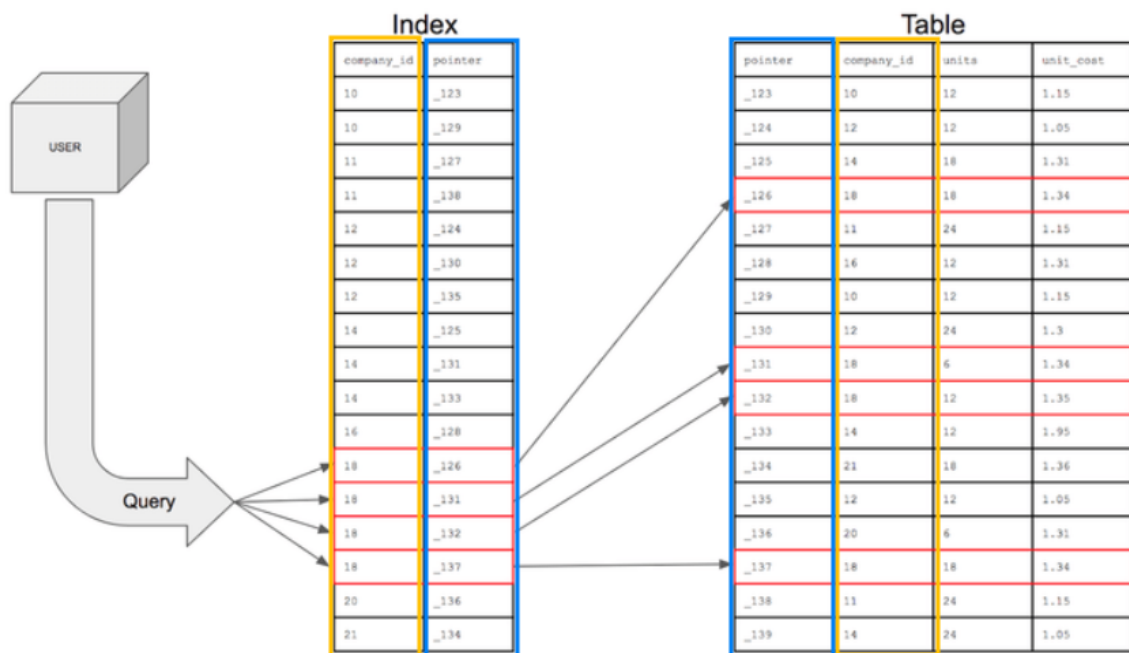 Index
Table
company_id pointer
pointer company_id units unit_cost
10 _123
_123 10 12 1.15
10 _129
_124 12 12 1.05
USER
11 _127
_125 14 18 1.31
11 _138
_126 18 18 1.34
12 _124
_127 11 24 1.15
12 _130
_128 16 12 1.31
12 _135
_129 10 12 1.15
14 _125
_130 12 24 1.3
14 _131
_131 18 6 1.34
14 _133
_132 18 12 1.35
16 _128
_133 14 12 1.95
18 _126
_134 21 18 1.36
Query
18 _131
_135 12 12 1.05
18 _132
_136 20 6 1.31
18 _137
_137 18 18 1.34
20 _136
_138 11 24 1.15
21 _134
_139 14 24 1.05